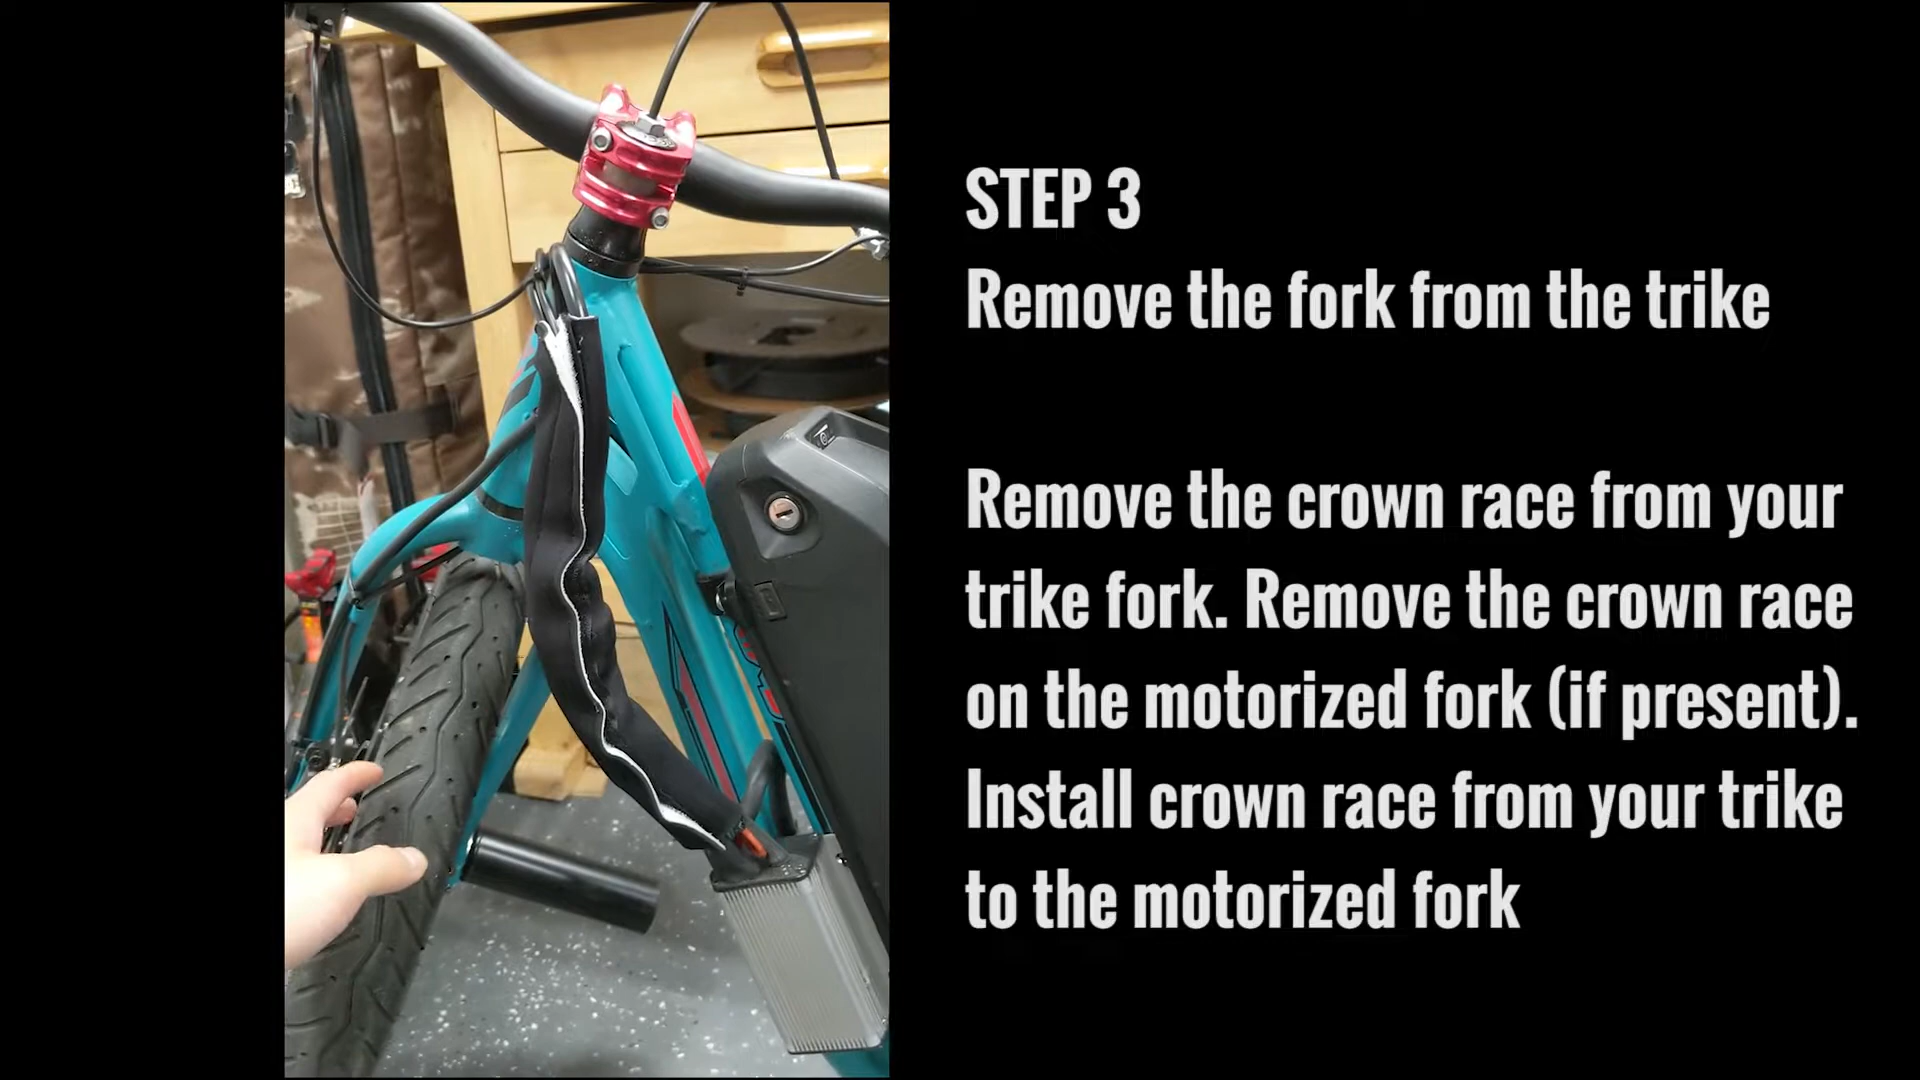 STEP 3
Remove the fork from the trike
Remove the crown race from your
trike fork. Remove the crown race
on the motorized fork (if present).
Install crown race from your trike
to the motorized fork